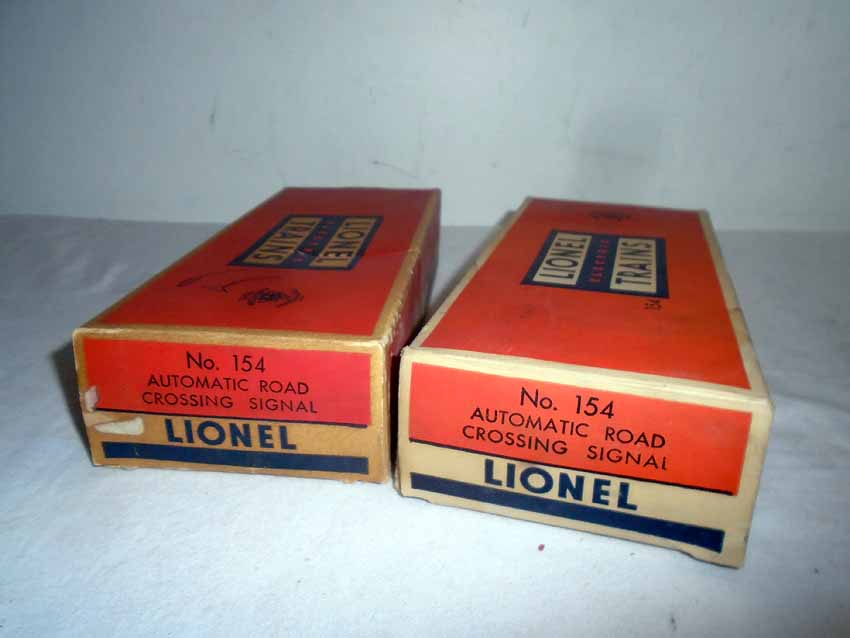 LIONEL
ELECTRIC
TRAINS
No. 154
AUTOMATIC ROAD
CROSSING SIGNAL
LIONEL
LIONEL
ELECTRIC
TRAINS
154
No. 154
AUTOMATIC ROAD
CROSSING SIGNAL
LIONEL